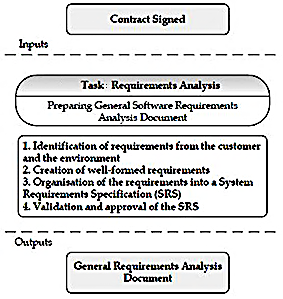 Contract Signed
Inputs
Task: Requirements Analysis
Preparing General Software Requirements
Analysis Document
1. Identification of requirements from the customer
and the environment
2. Creation of well-formed requirements
3. Organisation of the requirements into a System
Requirements Specification (SRS)
4. Validation and approval of the SRS
Outputs
General Requirements Analysis
Document